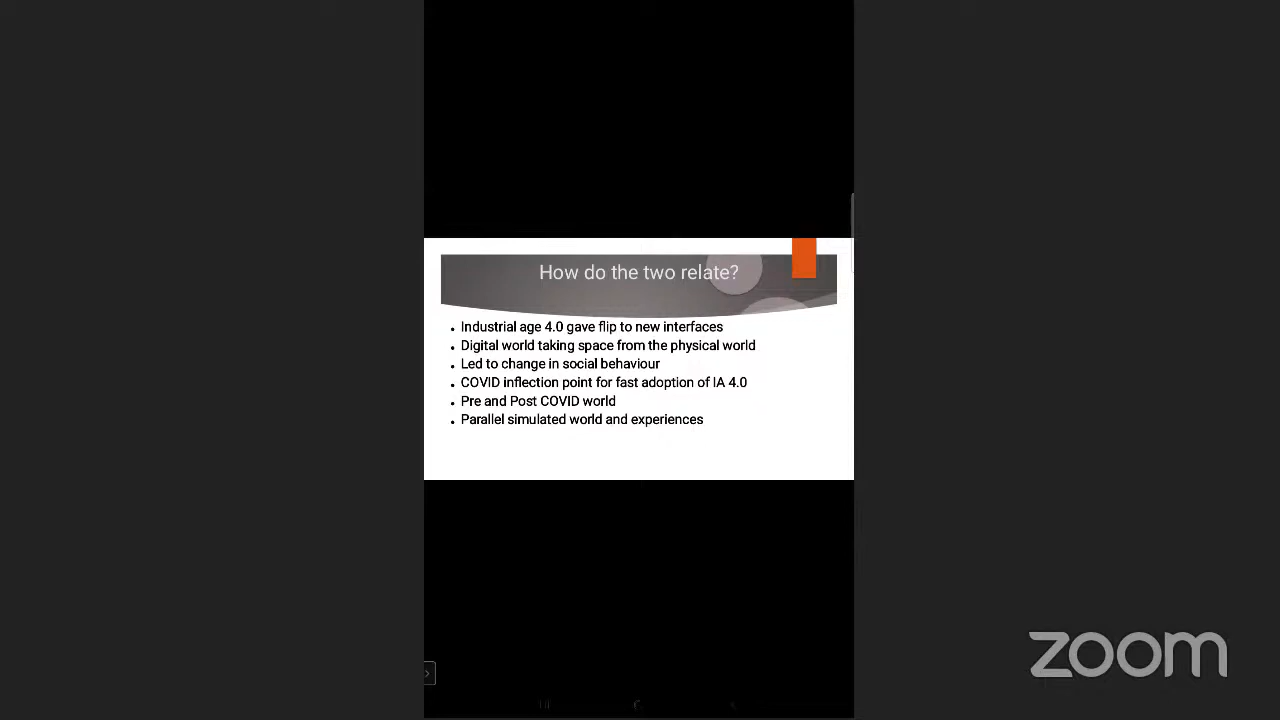 How do the two relate?
Industrial age 4.0 gave flip to new interfaces
Digital world taking space from the physical world
Led to change in social behaviour
COVID inflection point for fast adoption of IA 4.0
Pre and Post COVID world
Parallel simulated world and experiences
zoom